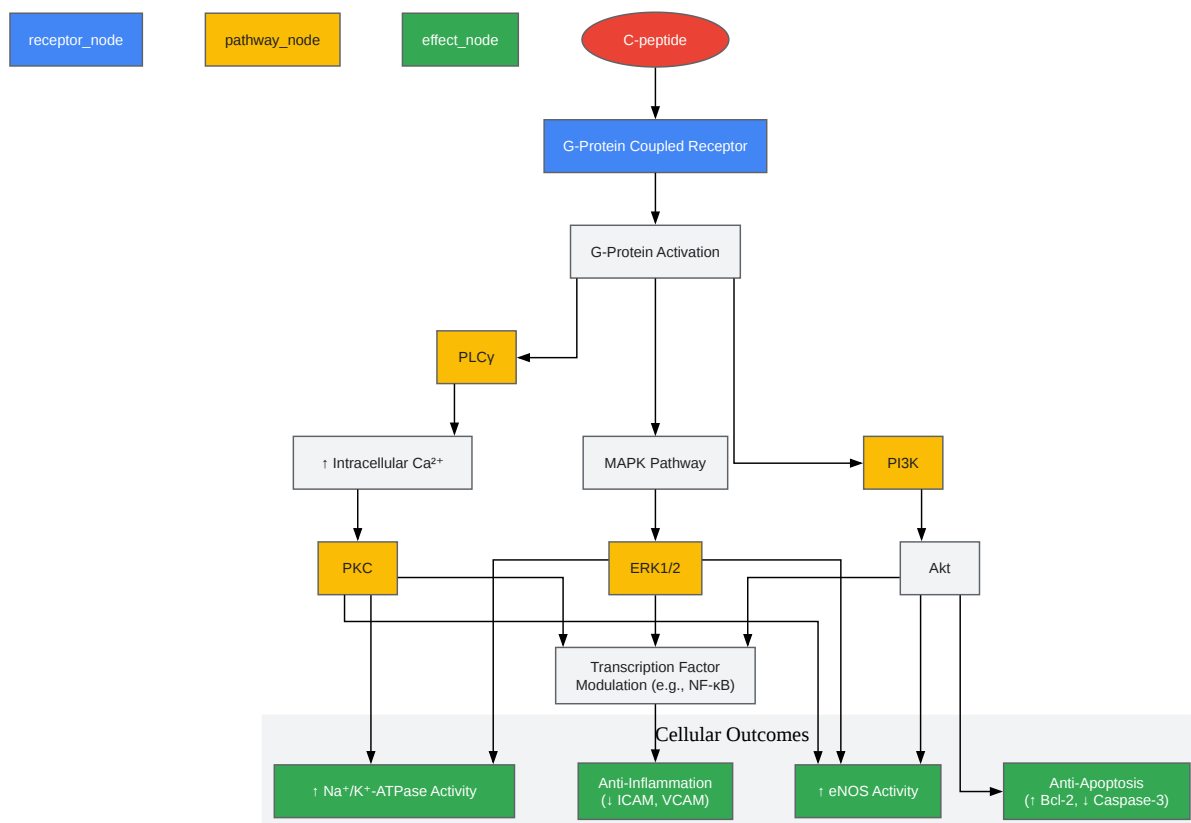 receptor_node
pathway_node
effect_node
C-peptide
G-Protein Coupled Receptor
G-Protein Activation
PLCγ
↑ Intracellular Ca²⁺
MAPK Pathway
PI3K
PKC
ERK1/2
Akt
Transcription Factor
Modulation (e.g., NF-κB)
Cellular Outcomes
↑ Na⁺/K⁺-ATPase Activity
Anti-Inflammation
(↓ ICAM, VCAM)
↑ eNOS Activity
Anti-Apoptosis
(↑ Bcl-2, ↓ Caspase-3)